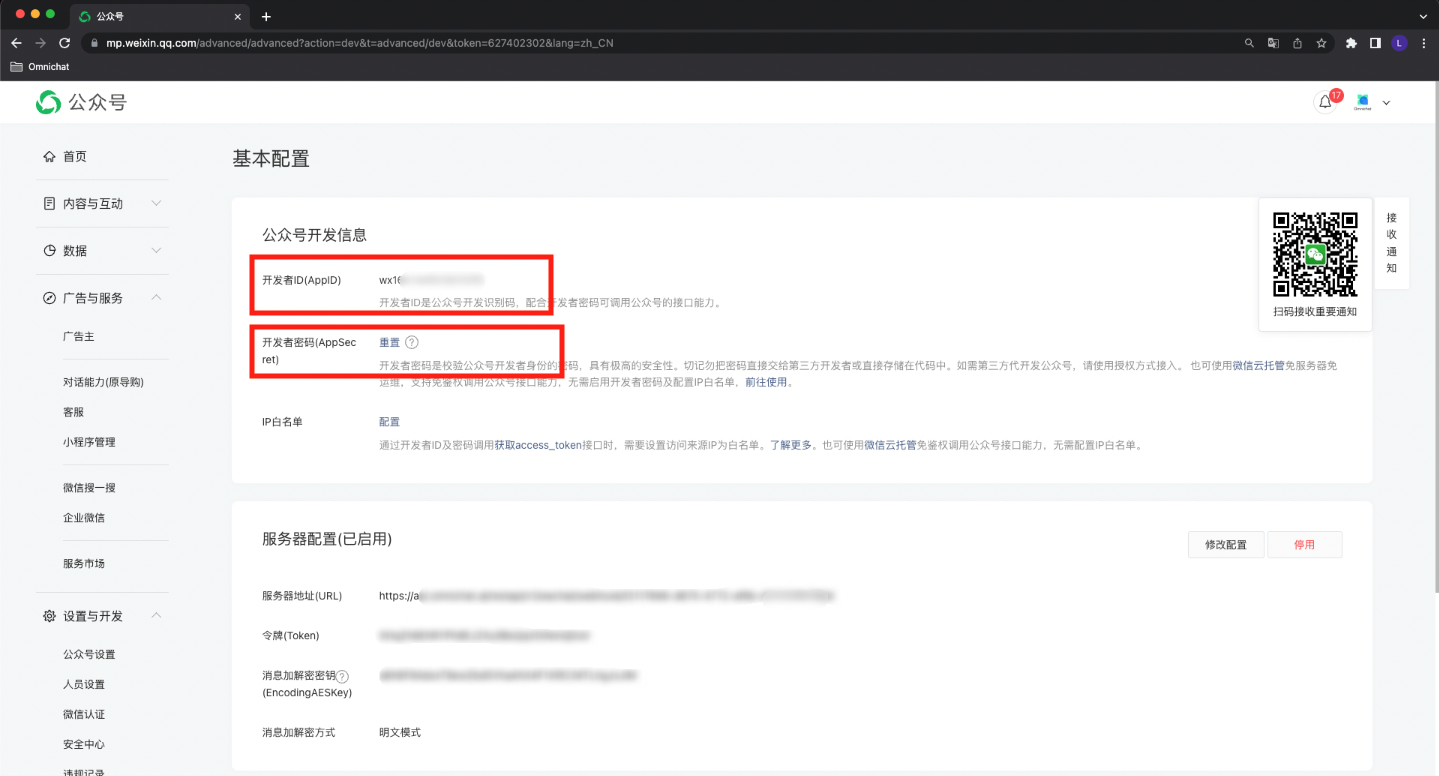 公众号
mp.weixin.qq.com/advanced/advanced?action=dev&t=advanced/dev&token=627402302&lang=zh_CN
L
Omnichat
公众号
17
Omnichat
首页
内容与互动
数据
广告与服务
广告主
对话能力(原导购)
客服
小程序管理
微信搜一搜
企业微信
服务市场
设置与开发
公众号设置
人员设置
微信认证
安全中心
违规记录
基本配置
公众号开发信息
开发者ID(AppID)
wx16
开发者ID是公众号开发识别码，配合开发者密码可调用公众号的接口能力。
开发者密码(AppSec
ret)
重置
开发者密码是校验公众号开发者身份的密码，具有极高的安全性。切记勿把密码直接交给第三方开发者或直接存储在代码中。如需第三方代开发公众号，请使用授权方式接入。 也可使用微信云托管免服务器免
运维，支持免鉴权调用公众号接口能力，无需启用开发者密码及配置IP白名单，前往使用。
IP白名单
配置
通过开发者ID及密码调用获取access_token接口时，需要设置访问来源IP为白名单。了解更多。也可使用微信云托管免鉴权调用公众号接口能力，无需配置IP白名单。
扫码接收重要通知
接
收
通
知
服务器配置(已启用)
修改配置
停用
服务器地址(URL)
https://a
令牌(Token)
消息加解密密钥
(EncodingAESKey)
消息加解密方式
明文模式